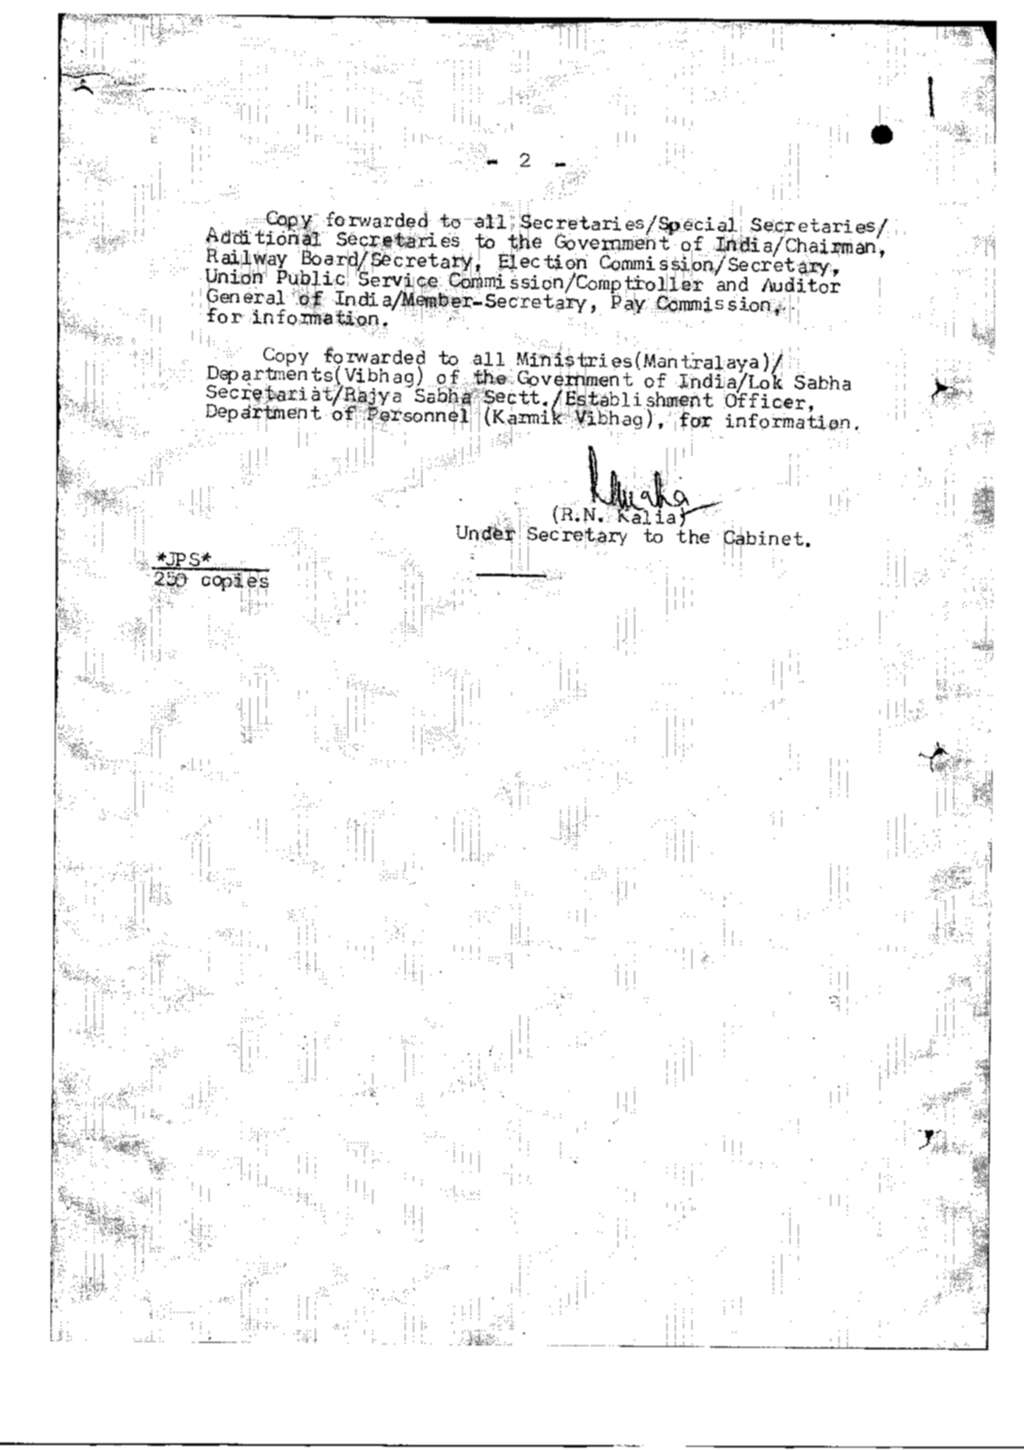 - 2 -
Copy forwarded to all Secretaries/Special Secretaries/
Additional Secretaries to the Government of India/Chairman,
Railway Board/Secretary, Election Commission/Secretary,
Union Public Service Commission/Comptroller and Auditor
General of India/Member-Secretary, Pay Commission,
for information.
Copy forwarded to all Ministries(Mantralaya)/
Departments(Vibhag) of the Government of India/Lok Sabha
Secretariat/Rajya Sabha Sectt./Establishment Officer,
Department of Personnel (Karmik Vibhag), for information.
(R.N. Kalia)
Under Secretary to the Cabinet.
*JPS*
250 copies